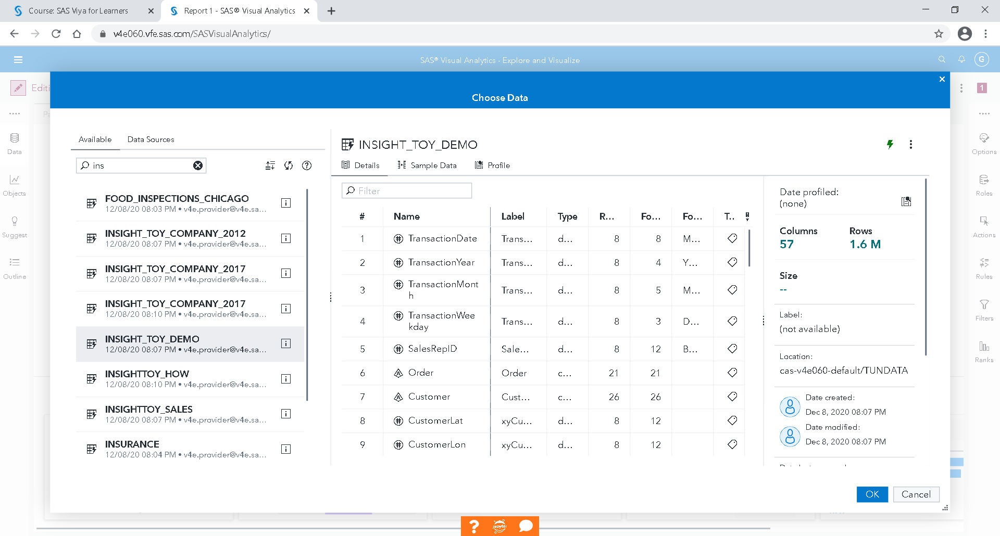 Course: SAS Viya for Learners
Report 1 - SAS® Visual Analytics
v4e060.vfe.sas.com/SASVisualAnalytics/
SAS® Visual Analytics - Explore and Visualize
G
Editi
1
Choose Data
Pa
Data
Objects
Suggest
Outline
Available
Data Sources
ins
FOOD_INSPECTIONS_CHICAGO
12/08/20 08:03 PM • v4e.provider@v4e.sa...
INSIGHT_TOY_COMPANY_2012
12/08/20 08:07 PM • v4e.provider@v4e.sa...
INSIGHT_TOY_COMPANY_2017
12/08/20 08:07 PM • v4e.provider@v4e.sa...
INSIGHT_TOY_COMPANY_2017
12/08/20 08:10 PM • v4e.provider@v4e.sa...
INSIGHT_TOY_DEMO
12/08/20 08:07 PM • v4e.provider@v4e.sa...
INSIGHTTOY_HOW
12/08/20 08:10 PM • v4e.provider@v4e.sa...
INSIGHTTOY_SALES
12/08/20 08:07 PM • v4e.provider@v4e.sa...
INSURANCE
12/08/20 08:04 PM • v4e.provider@v4e.sa...
INSIGHT_TOY_DEMO
Details Sample Data Profile
Filter
# Name Label Type R... Fo... Fo... T..
1 TransactionDate Trans... d... 8 8 M...
2 TransactionYear Trans... d... 8 4 Y...
3 TransactionMont
h Trans... d... 8 5 M...
4 TransactionWee
kday Trans... d... 8 3 D...
5 SalesRepID Sale... d... 8 12 B...
6 Order Order c... 21 21
7 Customer Cust... c... 26 26
8 CustomerLat xyCu... d... 8 12
9 CustomerLon xyCu... d... 8 12
Date profiled:
(none)
Columns Rows
57 1.6 M
Size
--
Label:
(not available)
Location:
cas-v4e060-default/TUNDATA
Date created:
Dec 8, 2020 08:07 PM
Date modified:
Dec 8, 2020 08:07 PM
Options
Roles
Actions
Rules
Filters
Ranks
OK
Cancel
jupyter